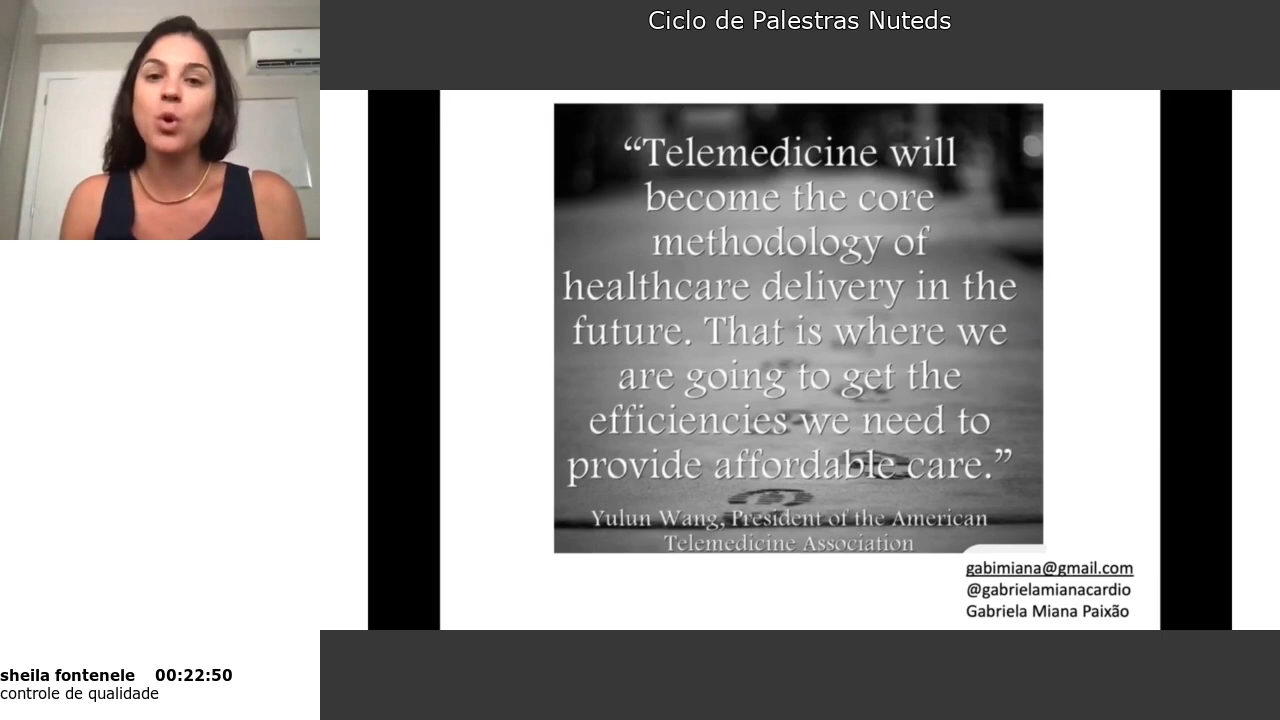 Ciclo de Palestras Nuteds
“Telemedicine will
become the core
methodology of
healthcare delivery in the
future. That is where we
are going to get the
efficiencies we need to
provide affordable care.”
Yulun Wang, President of the American
Telemedicine Association
gabimiana@gmail.com
@gabrielamianacardio
Gabriela Miana Paixão
sheila fontenele 00:22:50
controle de qualidade